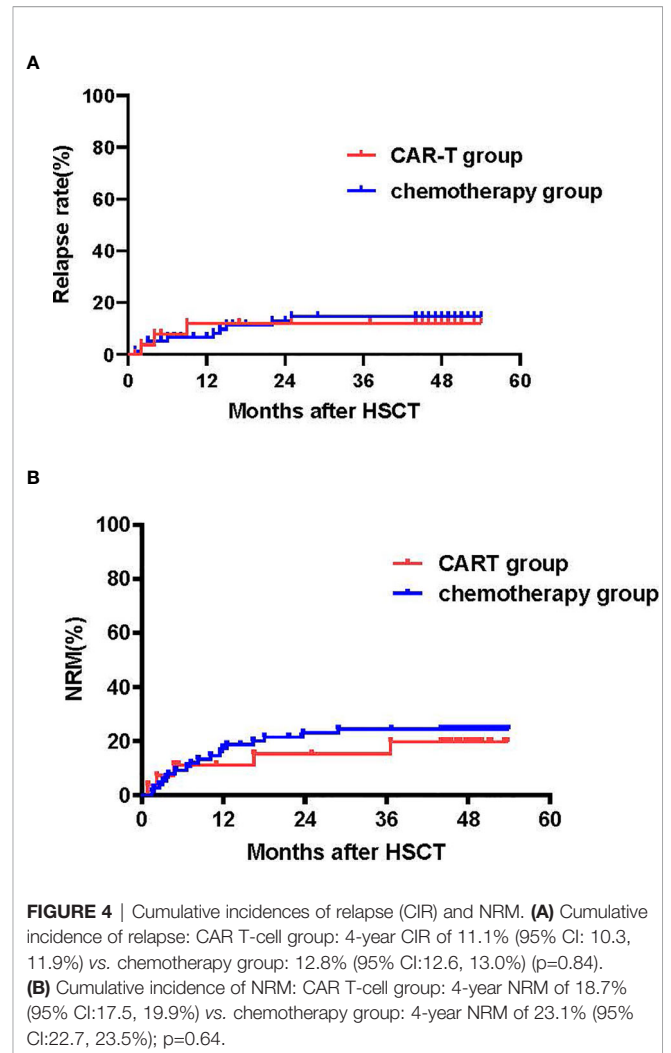 A
100
80
60
40
20
0
Relapse rate(%)
CAR-T group
chemotherapy group
0 12 24 36 48 60
Months after HSCT
B
100
80
60
40
20
0
NRM(%)
CART group
chemotherapy group
0 12 24 36 48 60
Months after HSCT
FIGURE 4 | Cumulative incidences of relapse (CIR) and NRM. (A) Cumulative
incidence of relapse: CAR T-cell group: 4-year CIR of 11.1% (95% CI: 10.3,
11.9%) vs. chemotherapy group: 12.8% (95% CI:12.6, 13.0%) (p=0.84).
(B) Cumulative incidence of NRM: CAR T-cell group: 4-year NRM of 18.7%
(95% CI:17.5, 19.9%) vs. chemotherapy group: 4-year NRM of 23.1% (95%
CI:22.7, 23.5%); p=0.64.